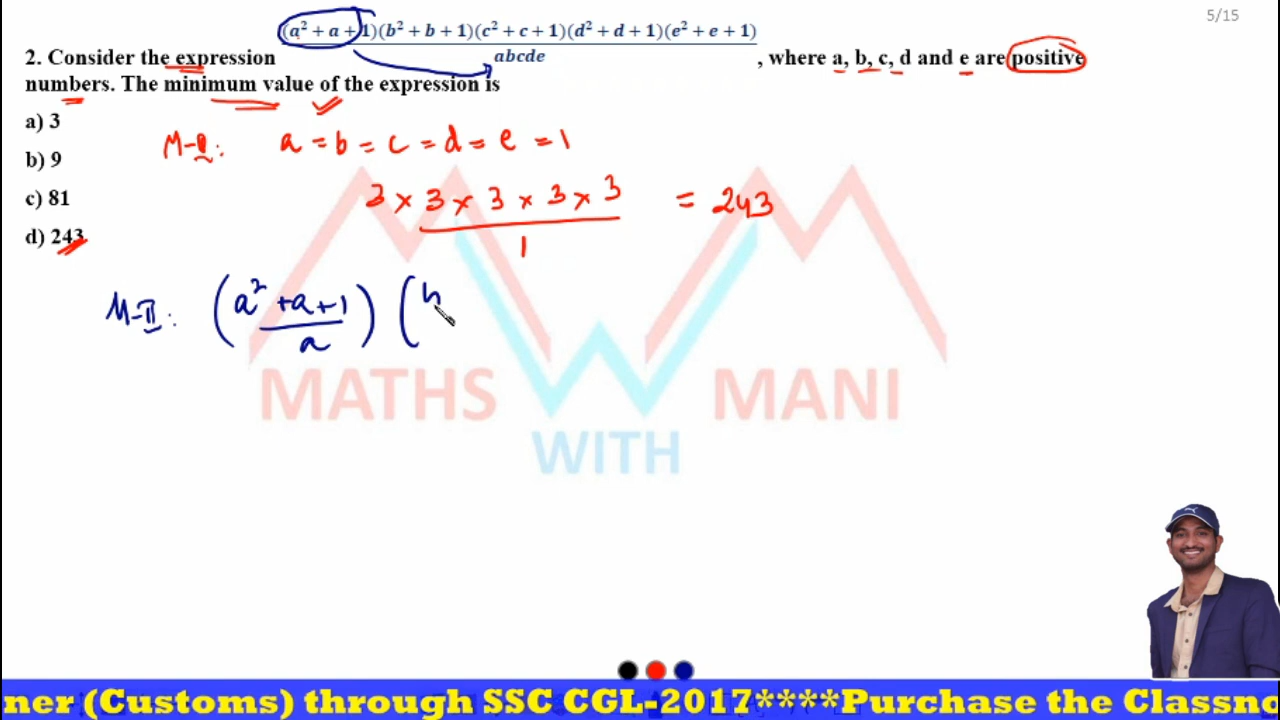 5/15
(a² + a + 1)(b² + b + 1)(c² + c + 1)(d² + d + 1)(e² + e + 1)
2. Consider the expression abcde , where a, b, c, d and e are positive
numbers. The minimum value of the expression is
a) 3
M-I: a = b = c = d = e = 1
b) 9
c) 81
3 × 3 × 3 × 3 × 3 = 243
d) 243
1
M-II: (a² + a + 1 / a) (b
MATHS MANI
WITH
ner (Customs) through SSC CGL-2017****Purchase the Classno